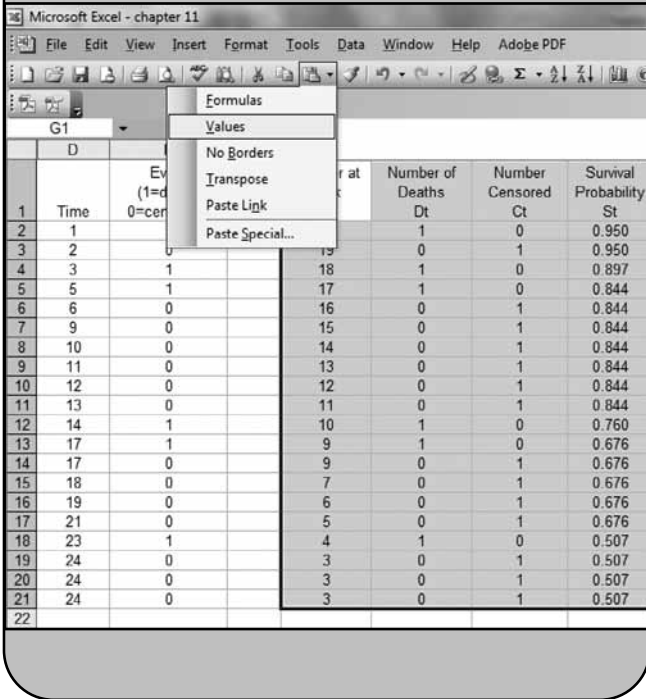 Microsoft Excel - chapter 11
File Edit View Insert Format Tools Data Window Help Adobe PDF
G1
Formulas
Values
No Borders
Transpose
Paste Link
Paste Special...
D
Ev r at Number of Number Survival
(1=d Deaths Censored Probability
1 Time 0=cen Dt Ct St
2 1 1 0 0.950
3 2 0 19 0 1 0.950
4 3 1 18 1 0 0.897
5 5 1 17 1 0 0.844
6 6 0 16 0 1 0.844
7 9 0 15 0 1 0.844
8 10 0 14 0 1 0.844
9 11 0 13 0 1 0.844
10 12 0 12 0 1 0.844
11 13 0 11 0 1 0.844
12 14 1 10 1 0 0.760
13 17 1 9 1 0 0.676
14 17 0 9 0 1 0.676
15 18 0 7 0 1 0.676
16 19 0 6 0 1 0.676
17 21 0 5 0 1 0.676
18 23 1 4 1 0 0.507
19 24 0 3 0 1 0.507
20 24 0 3 0 1 0.507
21 24 0 3 0 1 0.507
22